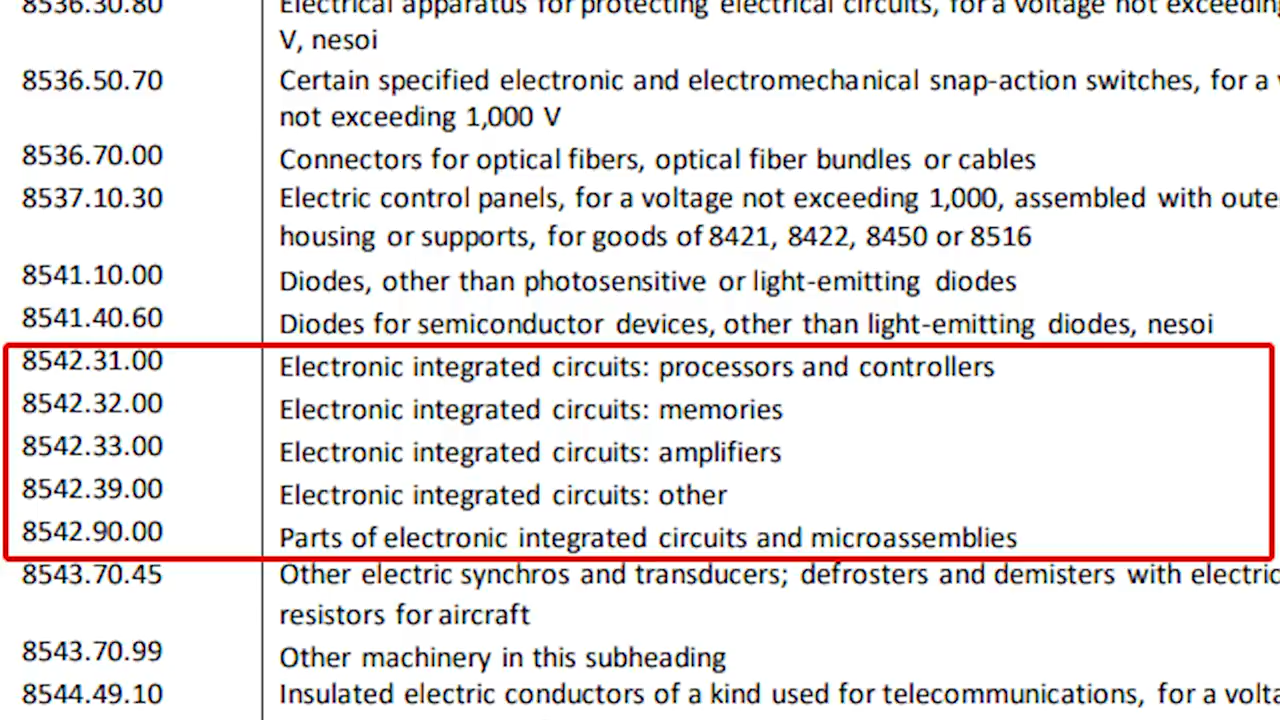 8536.30.80 Electrical apparatus for protecting electrical circuits, for a voltage not exceeding
V, nesoi
8536.50.70 Certain specified electronic and electromechanical snap-action switches, for a
not exceeding 1,000 V
8536.70.00 Connectors for optical fibers, optical fiber bundles or cables
8537.10.30 Electric control panels, for a voltage not exceeding 1,000, assembled with oute
housing or supports, for goods of 8421, 8422, 8450 or 8516
8541.10.00 Diodes, other than photosensitive or light-emitting diodes
8541.40.60 Diodes for semiconductor devices, other than light-emitting diodes, nesoi
8542.31.00 Electronic integrated circuits: processors and controllers
8542.32.00 Electronic integrated circuits: memories
8542.33.00 Electronic integrated circuits: amplifiers
8542.39.00 Electronic integrated circuits: other
8542.90.00 Parts of electronic integrated circuits and microassemblies
8543.70.45 Other electric synchros and transducers; defrosters and demisters with electric
resistors for aircraft
8543.70.99 Other machinery in this subheading
8544.49.10 Insulated electric conductors of a kind used for telecommunications, for a volta